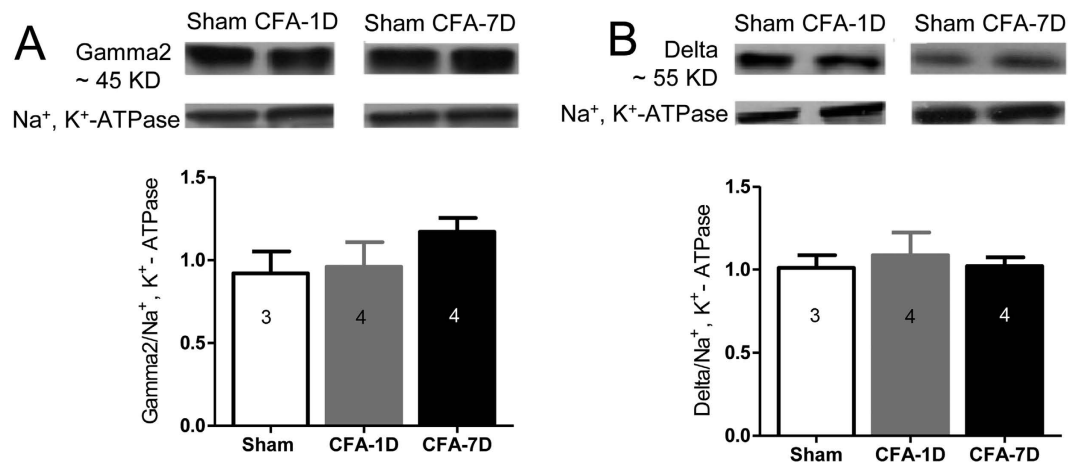 A
Sham CFA-1D
Sham CFA-7D
Gamma2
~ 45 KD
Na⁺, K⁺-ATPase
Gamma2/Na⁺, K⁺- ATPase
1.5
1.0
0.5
0.0
3
4
4
Sham
CFA-1D
CFA-7D
B
Sham CFA-1D
Sham CFA-7D
Delta
~ 55 KD
Na⁺, K⁺-ATPase
Delta/Na⁺, K⁺- ATPase
1.5
1.0
0.5
0.0
3
4
4
Sham
CFA-1D
CFA-7D